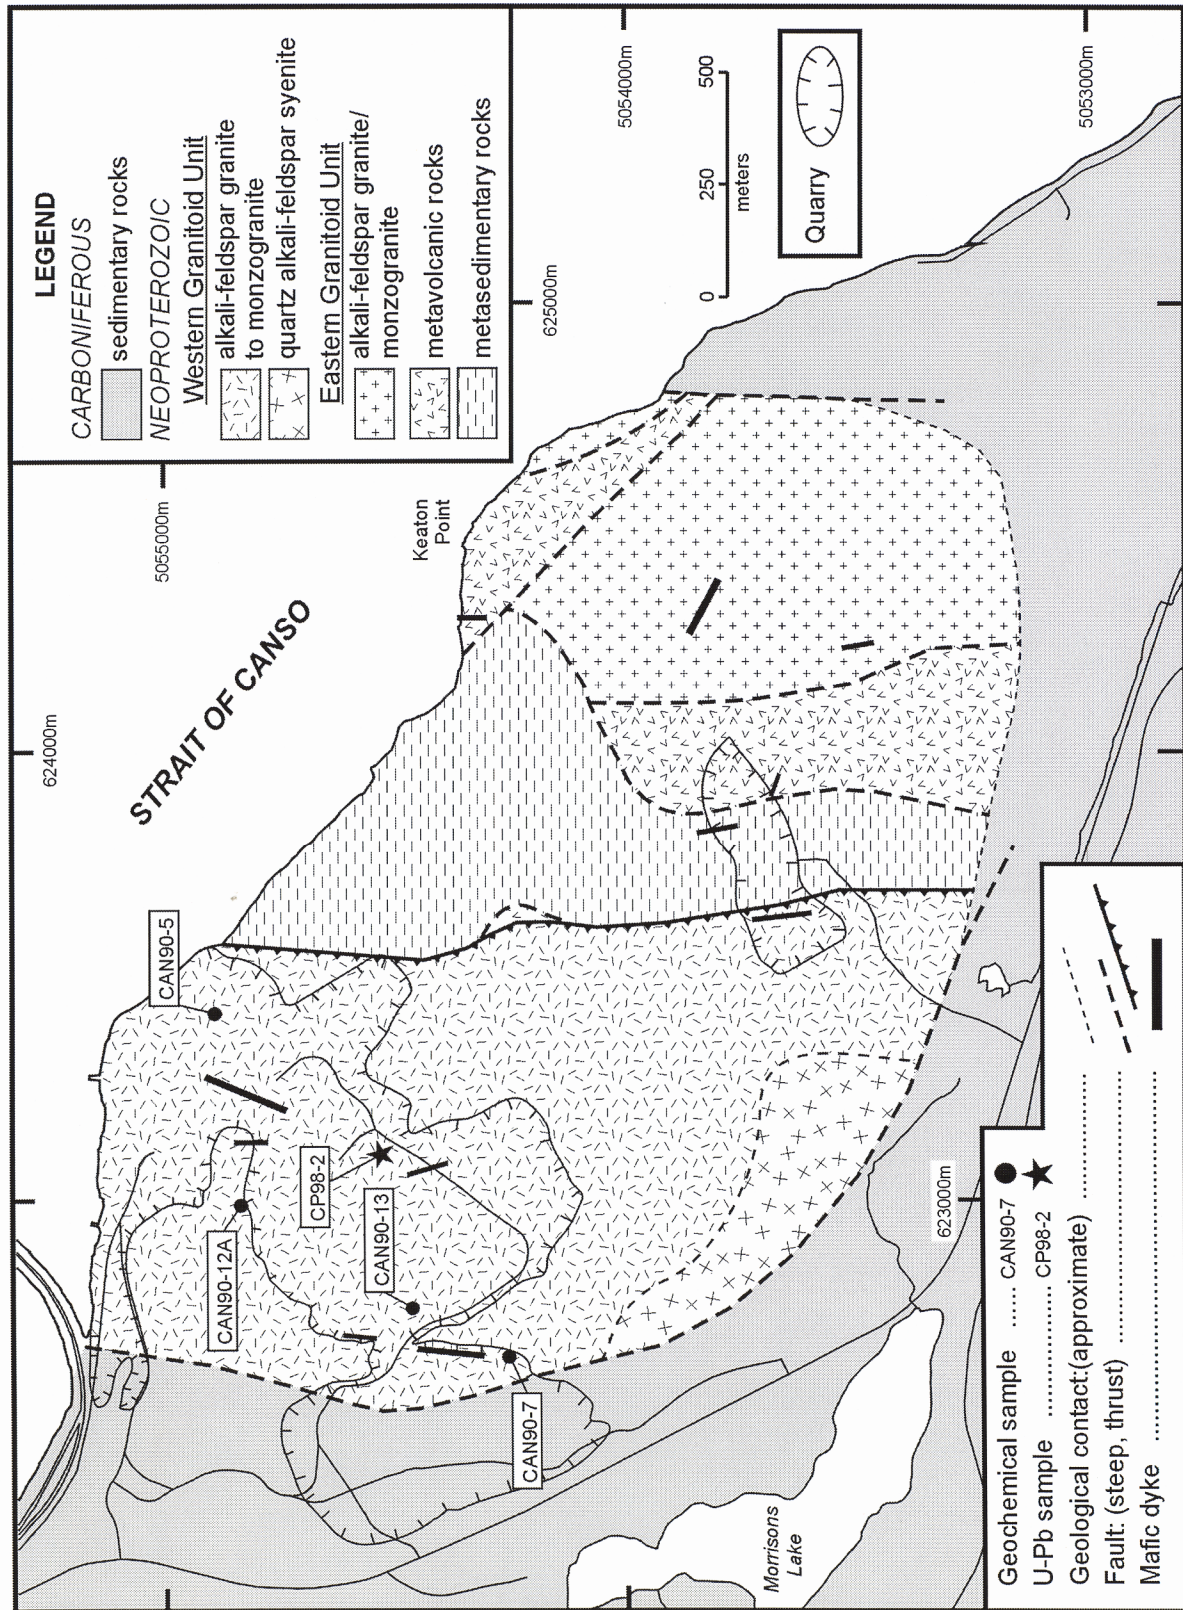 LEGEND
CARBONIFEROUS
sedimentary rocks
NEOPROTEROZOIC
Western Granitoid Unit
alkali-feldspar granite
to monzogranite
quartz alkali-feldspar syenite
Eastern Granitoid Unit
alkali-feldspar granite/
monzogranite
metavolcanic rocks
metasedimentary rocks
5055000m
5054000m
5053000m
625000m
624000m
623000m
0 250 500
meters
Quarry
STRAIT OF CANSO
Keaton
Point
CAN90-5
CP98-2
CAN90-12A
CAN90-13
CAN90-7
Morrisons
Lake
Geochemical sample ...... CAN90-7
U-Pb sample .................. CP98-2
Geological contact(approximate) ................
Fault: (steep, thrust) ...................................
Mafic dyke ................................................